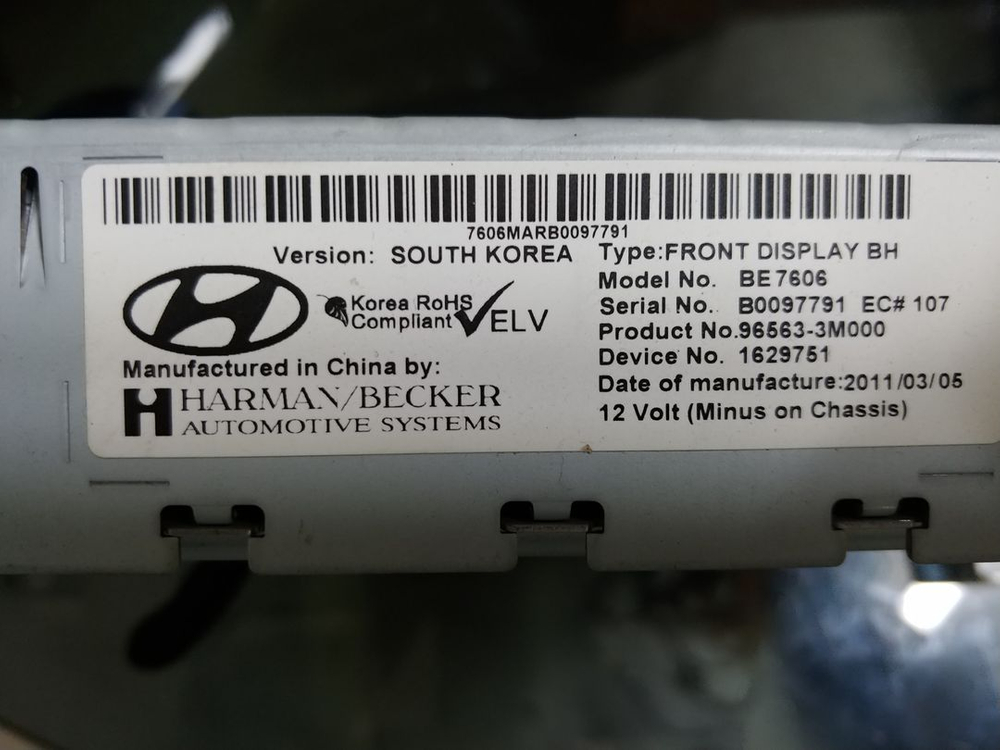 7606MARB0097791
Version: SOUTH KOREA
Korea RoHS
Compliant
ELV
Manufactured in China by:
HARMAN/BECKER
AUTOMOTIVE SYSTEMS
Type:FRONT DISPLAY BH
Model No. BE7606
Serial No. B0097791 EC# 107
Product No.96563-3M000
Device No. 1629751
Date of manufacture:2011/03/05
12 Volt (Minus on Chassis)